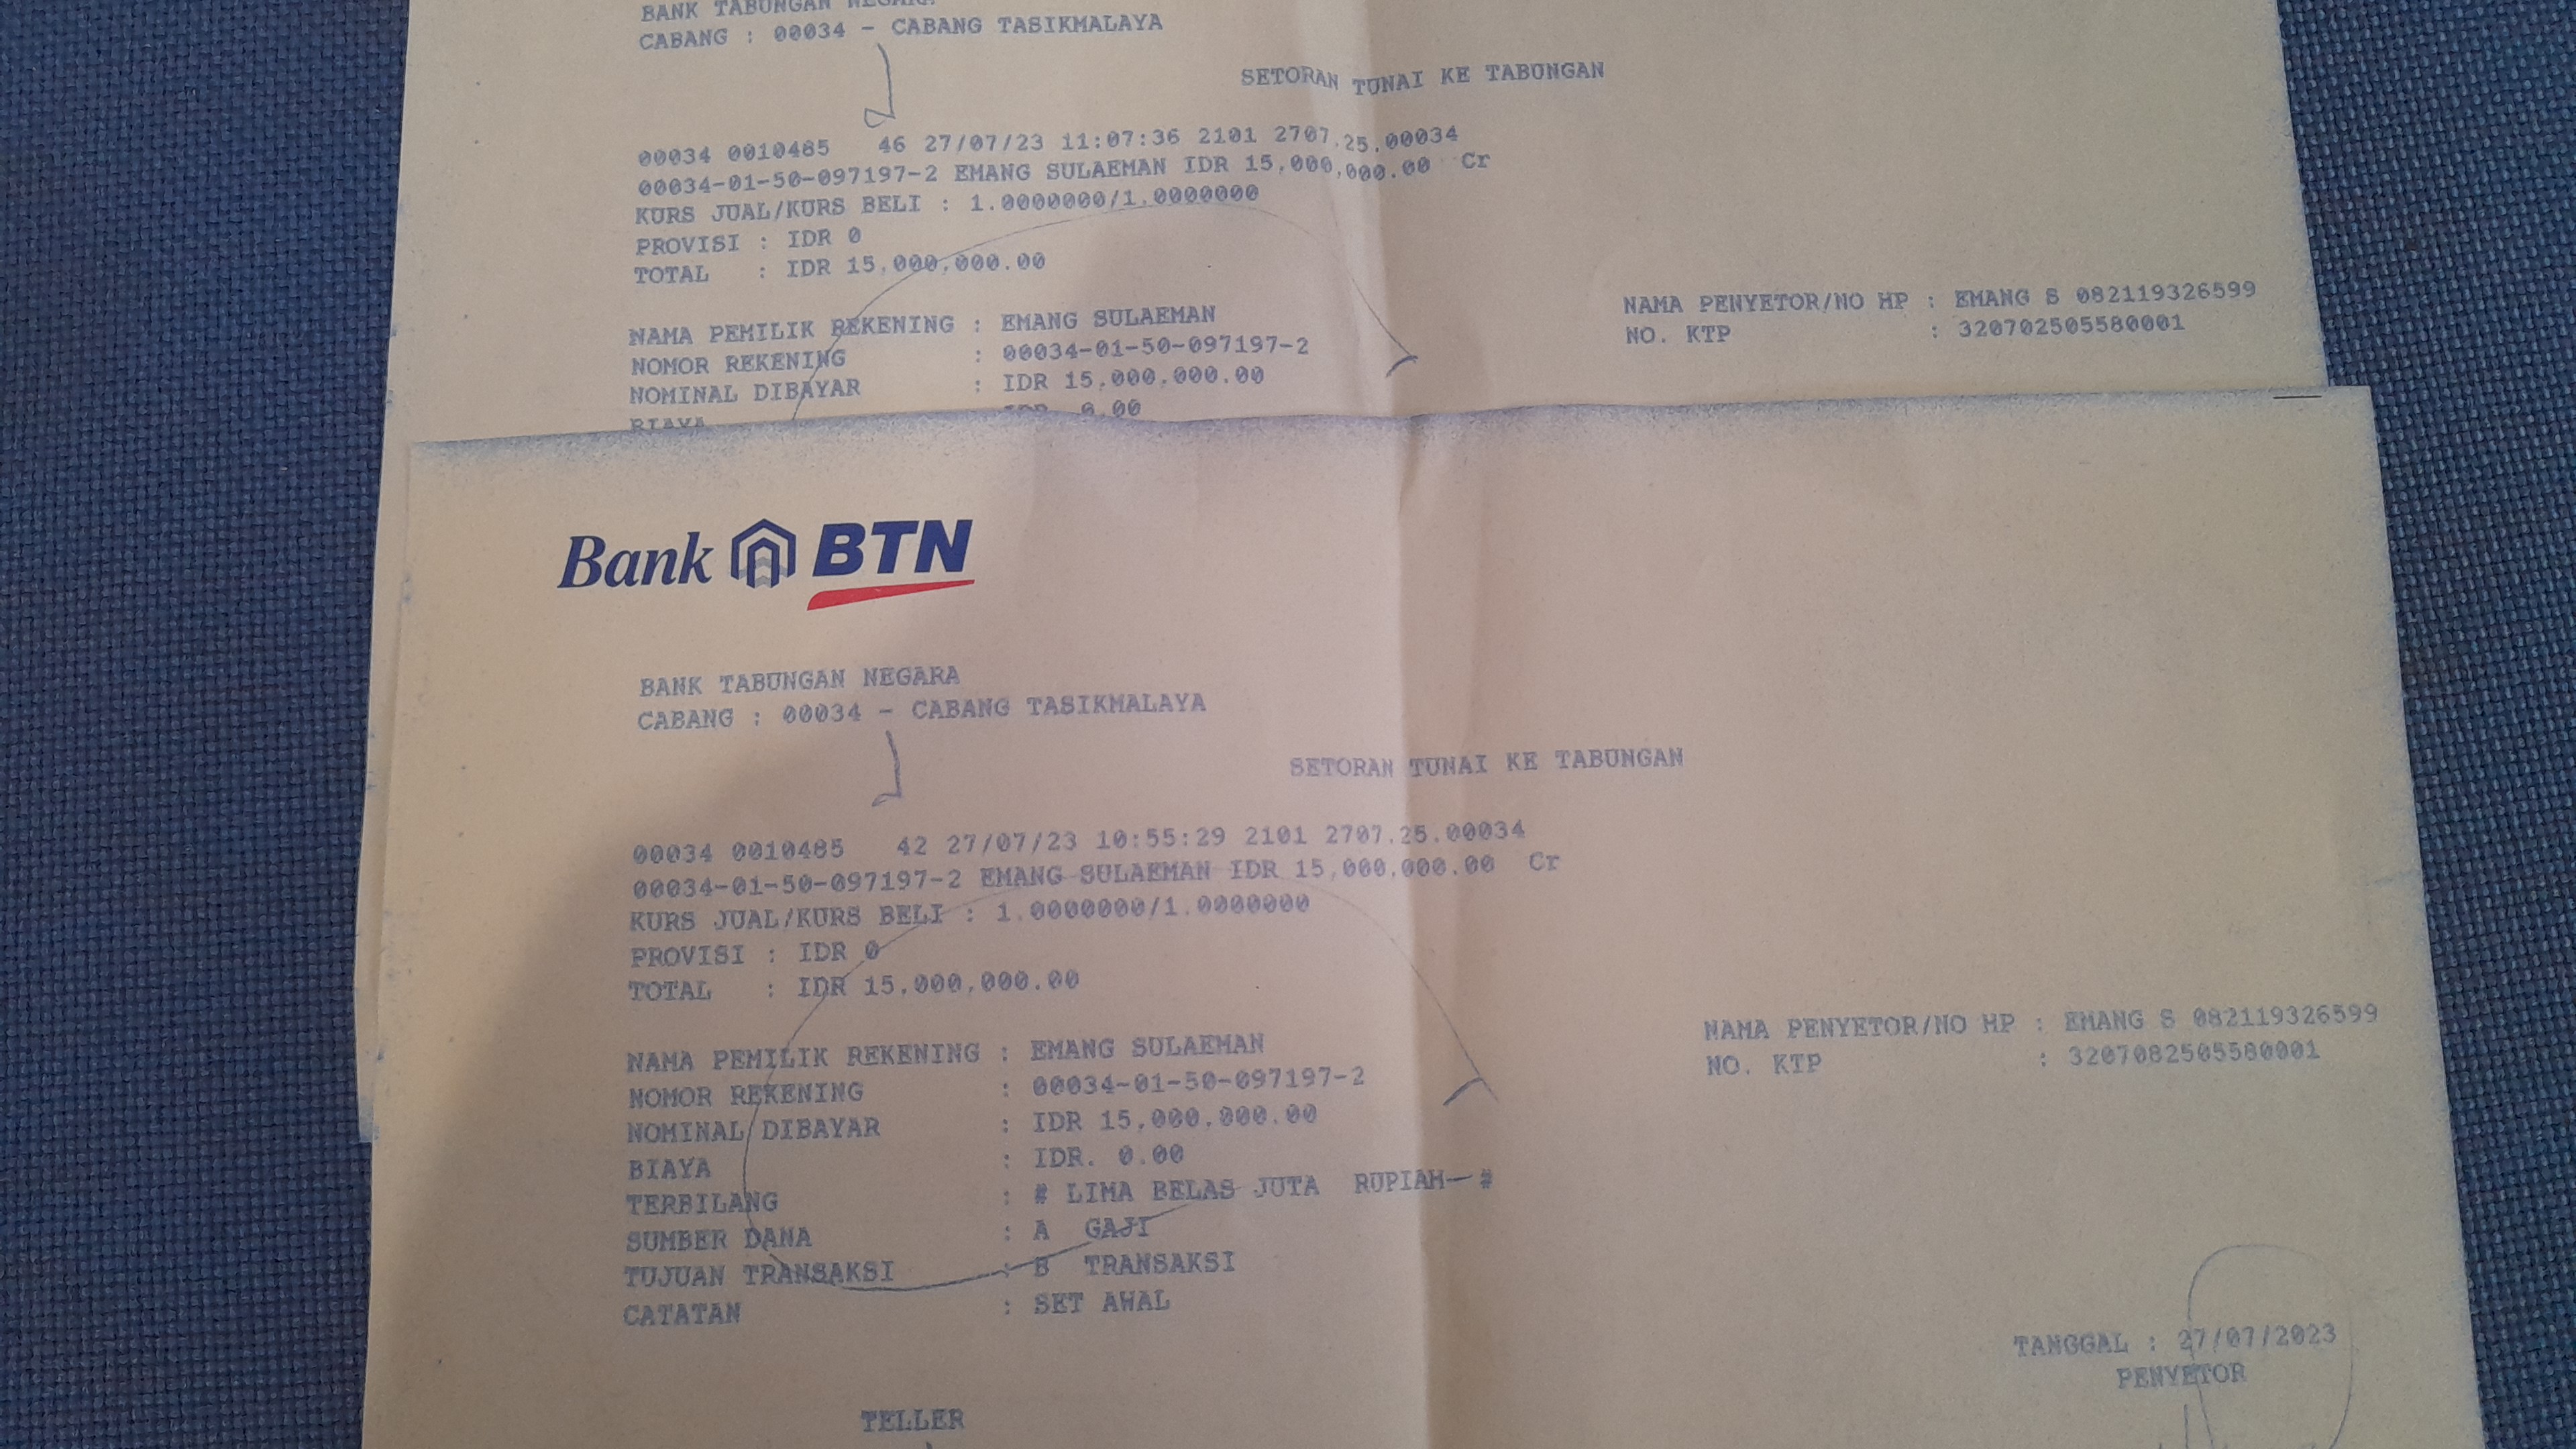 BANK TABUNGAN NEGARA
CABANG : 00034 - CABANG TASIKMALAYA
SETORAN TUNAI KE TABUNGAN
00034 0010485 46 27/07/23 11:07:36 2101 2707.25.00034
00034-01-50-097197-2 EMANG SULAEMAN IDR 15,000,000.00 Cr
KURS JUAL/KURS BELI : 1.0000000/1.0000000
PROVISI : IDR 0
TOTAL : IDR 15,000,000.00
NAMA PENYETOR/NO HP : EMANG S 082119326599
NO. KTP : 320702505580001
NAMA PEMILIK REKENING : EMANG SULAEMAN
NOMOR REKENING : 00034-01-50-097197-2
NOMINAL DIBAYAR : IDR 15,000,000.00
BIAYA IDR 0.00
Bank BTN
BANK TABUNGAN NEGARA
CABANG : 00034 - CABANG TASIKMALAYA
SETORAN TUNAI KE TABUNGAN
00034 0010485 42 27/07/23 10:55:29 2101 2707.25.00034
00034-01-50-097197-2 EMANG SULAEMAN IDR 15,000,000.00 Cr
KURS JUAL/KURS BELI : 1.0000000/1.0000000
PROVISI : IDR 0
TOTAL : IDR 15,000,000.00
NAMA PENYETOR/NO HP : EMANG S 082119326599
NO. KTP : 3207082505580001
NAMA PEMILIK REKENING : EMANG SULAEMAN
NOMOR REKENING : 00034-01-50-097197-2
NOMINAL DIBAYAR : IDR 15,000,000.00
BIAYA : IDR. 0.00
TERBILANG : # LIMA BELAS JUTA RUPIAH- #
SUMBER DANA : A GAJI
TUJUAN TRANSAKSI : B TRANSAKSI
CATATAN : SET AWAL
TANGGAL : 27/07/2023
PENYETOR
TELLER